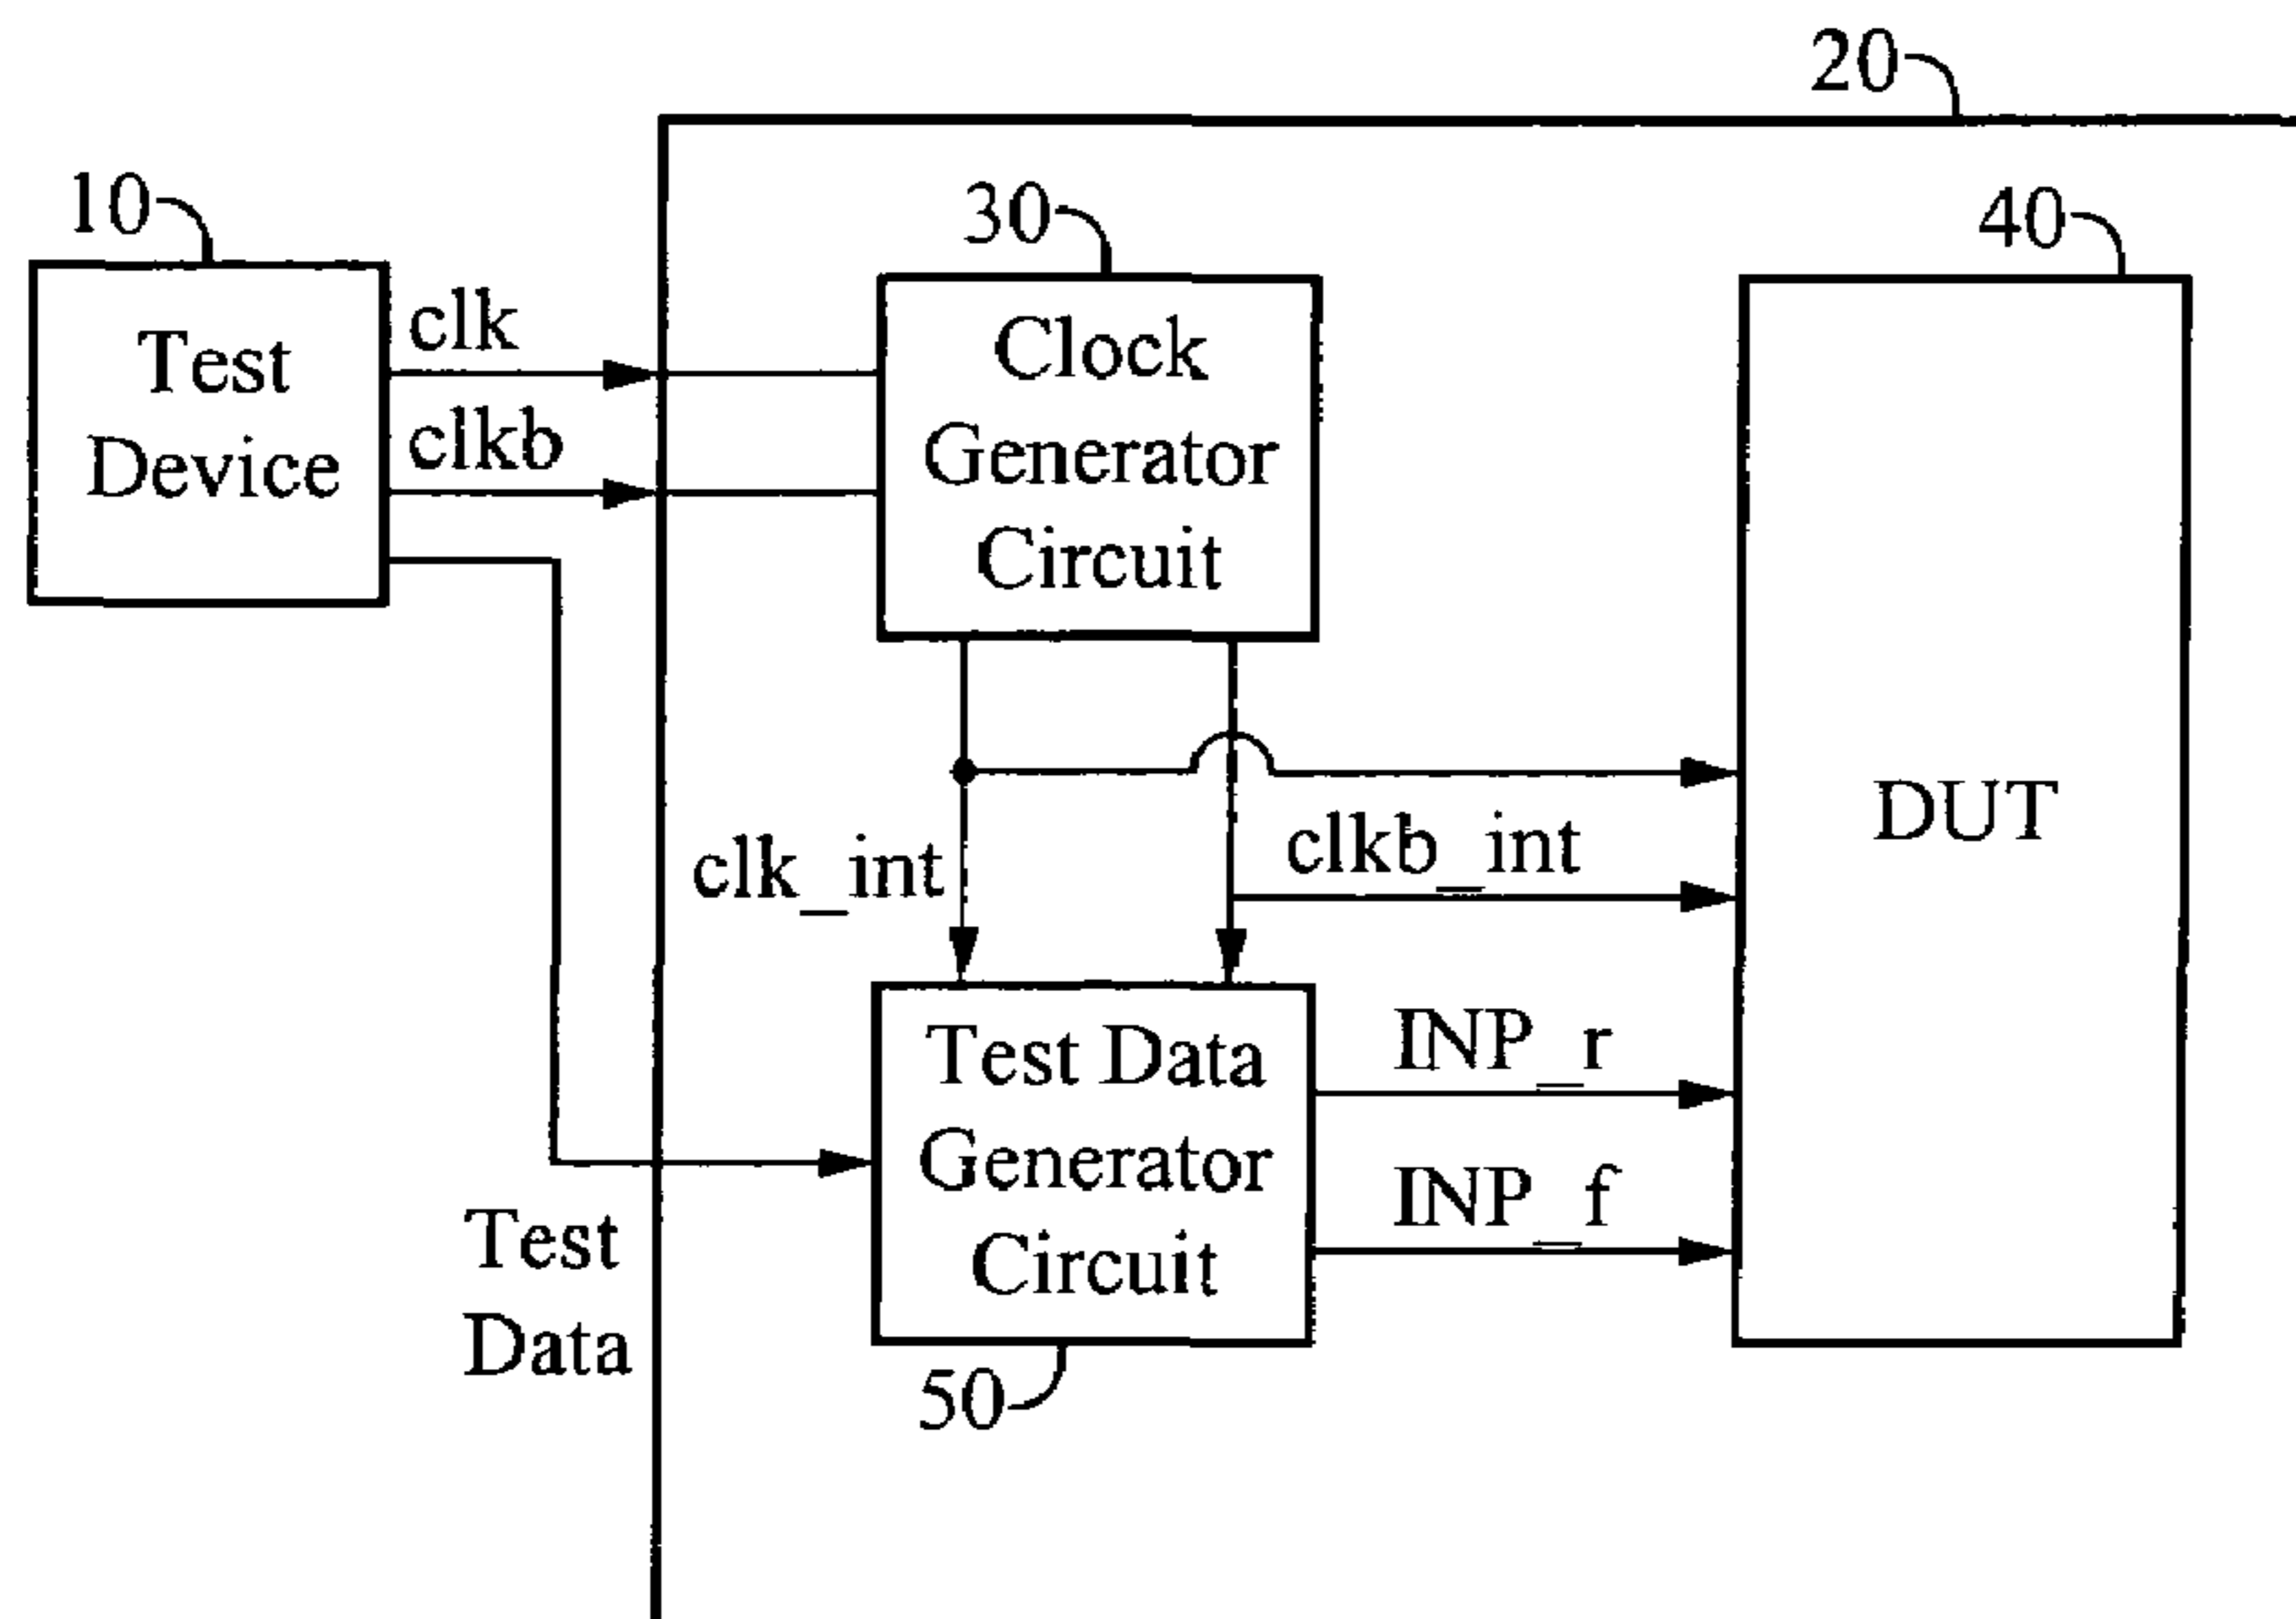 20
10
30
40
Test
Device
clk
clkb
Clock
Generator
Circuit
DUT
clk_int
clkb_int
Test Data
Generator
Circuit
INP_r
INP_f
Test
Data
50